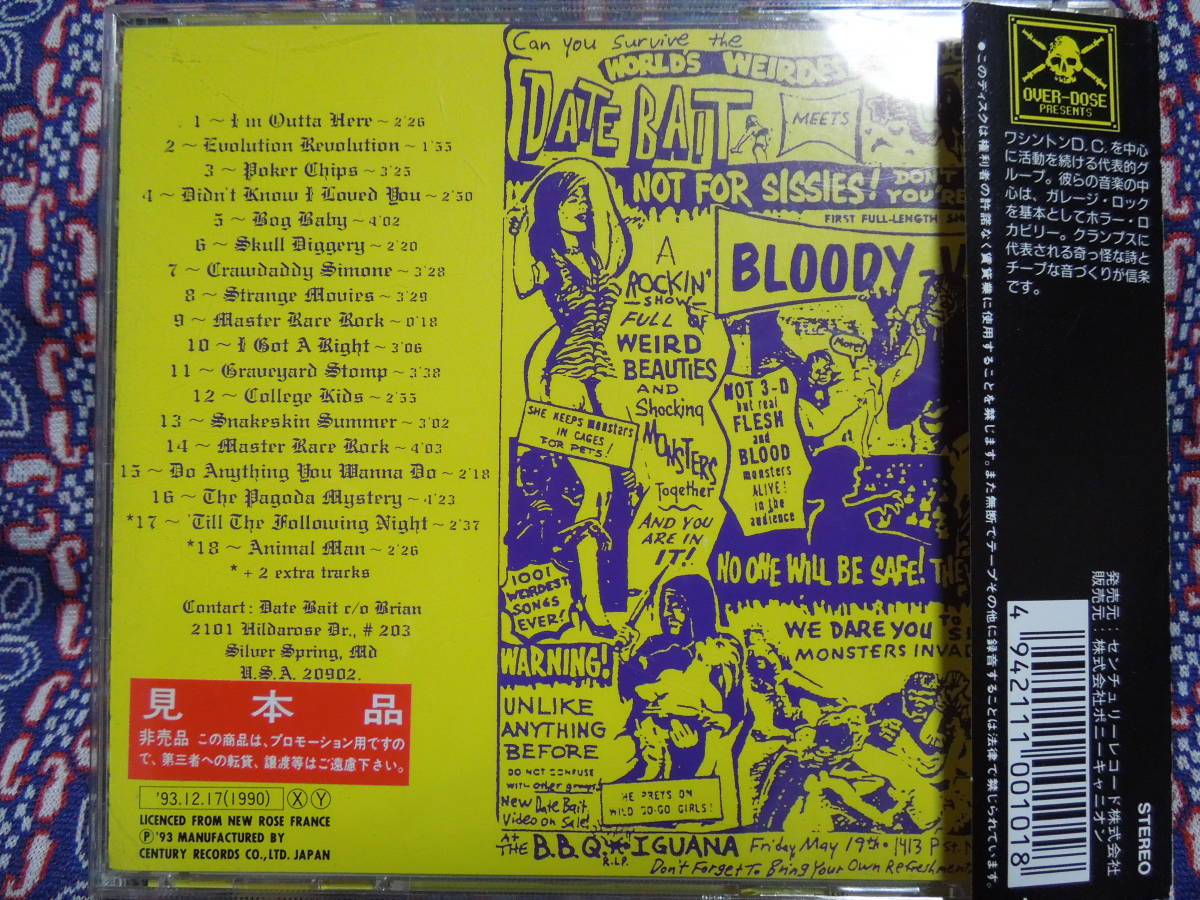 1 ~ I'm Outta Here ~ 2'26
2 ~ Evolution Revolution ~ 1'55
3 ~ Poker Chips ~ 3'25
4 ~ Didn't Know I Loved You ~ 2'50
5 ~ Bog Baby ~ 4'02
6 ~ Skull Diggery ~ 2'20
7 ~ Crawdaddy Simone ~ 3'28
8 ~ Strange Movies ~ 3'29
9 ~ Master Race Rock ~ 0'18
10 ~ I Got A Right ~ 3'06
11 ~ Graveyard Stomp ~ 3'38
12 ~ College Kids ~ 2'55
13 ~ Snakeskin Summer ~ 3'02
14 ~ Master Race Rock ~ 4'03
15 ~ Do Anything You Wanna Do ~ 2'18
16 ~ The Pagoda Mystery ~ 4'23
*17 ~ 'Till The Following Night ~ 2'37
*18 ~ Animal Man ~ 2'26
* + 2 extra tracks
Contact: Date Bait c/o Brian
2101 Hildarose Dr., # 203
Silver Spring, Md
U.S.A. 20902.
見本品
非売品 この商品は、プロモーション用ですの
で、第三者への転貸、譲渡等はご遠慮下さい。
'93.12.17(1990) X Y
LICENCED FROM NEW ROSE FRANCE
Ⓟ'93 MANUFACTURED BY
CENTURY RECORDS CO., LTD. JAPAN
Can you Survive the
WORLD'S WEIRDES
DATE BAIT
MEETS
NOT FOR SISSIES!
DON'T
YOU'RE
FIRST FULL-LENGTH
BLOODY
A
ROCKIN'
SHOW
FULL OF
WEIRD
BEAUTIES
AND
Shocking
MONSTERS
Together
AND YOU
ARE IN
IT!
More!
NOT 3-D
but real
FLESH
and
BLOOD
monsters
ALIVE!
in the
audience
SHE KEEPS monsters
IN CAGES
FOR PETS!
1001
WEIRDEST
SONGS
EVER!
NO ONE WILL BE SAFE!
WE DARE YOU
TO
MONSTERS INVAD
WARNING!
UNLIKE
ANYTHING
BEFORE
DO NOT CONFUSE
WITH other groups
New Date Bait
Video on Sale!
HE PREYS ON
WILD GO-GO GIRLS!
AT
THE B.B.Q. IGUANA Friday May 19th • 1413 P St. N
R.I.P.
Don't Forget To Bring Your Own Refreshments
OVER-DOSE
PRESENTS
ワシントンD.C.を中心
に活動を続ける代表的グ
ループ。彼らの音楽の中
心は、ガレージ・ロック
を基本としてホラー・ロ
カビリー。クランプスに
代表される奇っ怪な詩と
チープな音づくりが信条
です。
●このディスクは権利者の許諾なく賃貸業に使用することを禁じます。また無断でテープその他に録音することは法律で禁じられています。
発売元：センチュリーレコード株式会社
販売元：株式会社ポニーキャニオン
4 942111 001018
STEREO